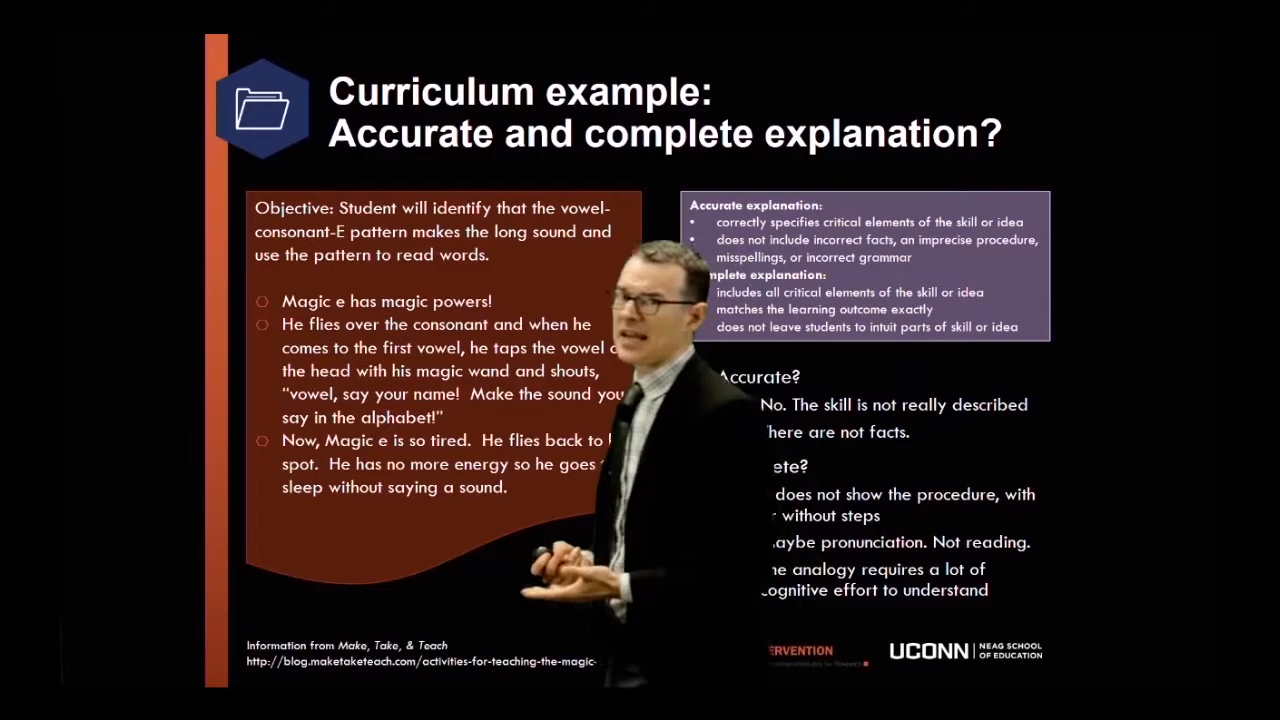 Curriculum example:
Accurate and complete explanation?
Objective: Student will identify that the vowel-
consonant-E pattern makes the long sound and
use the pattern to read words.
Magic e has magic powers!
He flies over the consonant and when he
comes to the first vowel, he taps the vowel
the head with his magic wand and shouts,
“vowel, say your name! Make the sound you
say in the alphabet!”
Now, Magic e is so tired. He flies back to
spot. He has no more energy so he goes
sleep without saying a sound.
Accurate explanation:
• correctly specifies critical elements of the skill or idea
• does not include incorrect facts, an imprecise procedure,
misspellings, or incorrect grammar
explanation:
includes all critical elements of the skill or idea
matches the learning outcome exactly
does not leave students to intuit parts of skill or idea
Accurate?
No. The skill is not really described
are not facts.
does not show the procedure, with
without steps
pronunciation. Not reading.
analogy requires a lot of
effort to understand
Information from Make, Take, & Teach
http://blog.maketaketeach.com/activities-for-teaching-the-magic-
UCONN | NEAG SCHOOL
OF EDUCATION